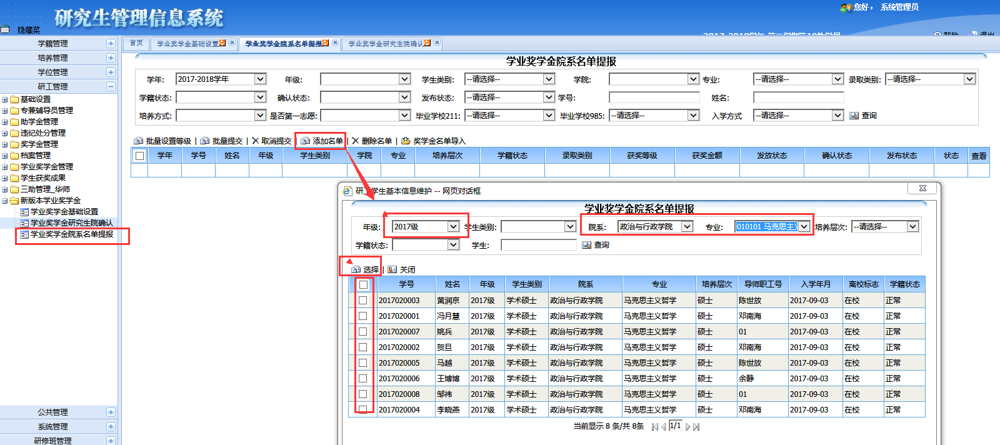 研究生管理信息系统
您好， 系统管理员
隐藏菜
2017-2018学年 第二学期第10教学周
帮助 退出
首页 学业奖学金基础设置 学业奖学金院系名单提报 学业奖学金研究生院确认
学籍管理
培养管理
学位管理
研工管理
基础设置
专兼辅导员管理
助学金管理
违纪处分管理
奖学金管理
档案管理
学业奖学金管理
学生获奖成果
三助管理_华师
新版本学业奖学金
学业奖学金基础设置
学业奖学金研究生院确认
学业奖学金院系名单提报
公共管理
系统管理
研修班管理
学业奖学金院系名单提报
学年: 2017-2018学年 年级: 学生类别: --请选择-- 学院: 专业: --请选择-- 录取类别: --请选择--
学籍状态: 确认状态: 发布状态: --请选择-- 学号: 姓名:
培养方式: 是否第一志愿: 毕业学校211: --请选择-- 毕业学校985: --请选择-- 入学方式 --请选择-- 查询
批量设置等级 | 批量提交 | 取消提交 | 添加名单 | 删除名单 | 奖学金名单导入
学年 学号 姓名 年级 学生类别 学院 专业 培养层次 学籍状态 录取类别 获奖等级 获奖金额 发放状态 确认状态 发布状态 状态 查看
研工学生基本信息维护 -- 网页对话框
学业奖学金院系名单提报
年级: 2017级 学生类别: 院系: 政治与行政学院 专业: 010101 马克思主义 培养层次: --请选择--
学籍状态: 学生: 查询
选择 | 关闭
学号 姓名 年级 学生类别 院系 专业 培养层次 导师职工号 入学年月 离校标志 学籍状态
2017020003 黄润京 2017级 学术硕士 政治与行政学院 马克思主义哲学 硕士 陈世放 2017-09-03 在校 正常
2017020001 冯月慧 2017级 学术硕士 政治与行政学院 马克思主义哲学 硕士 邓南海 2017-09-03 在校 正常
2017020007 姚兵 2017级 学术硕士 政治与行政学院 马克思主义哲学 硕士 01 2017-09-03 在校 正常
2017020002 贺旦 2017级 学术硕士 政治与行政学院 马克思主义哲学 硕士 邓南海 2017-09-03 在校 正常
2017020005 马越 2017级 学术硕士 政治与行政学院 马克思主义哲学 硕士 陈世放 2017-09-03 在校 正常
2017020006 王博博 2017级 学术硕士 政治与行政学院 马克思主义哲学 硕士 余静 2017-09-03 在校 正常
2017020008 邹祎 2017级 学术硕士 政治与行政学院 马克思主义哲学 硕士 01 2017-09-03 在校 正常
2017020004 李晓燕 2017级 学术硕士 政治与行政学院 马克思主义哲学 硕士 邓南海 2017-09-03 在校 正常
当前显示 8 条/共 8条 1/1